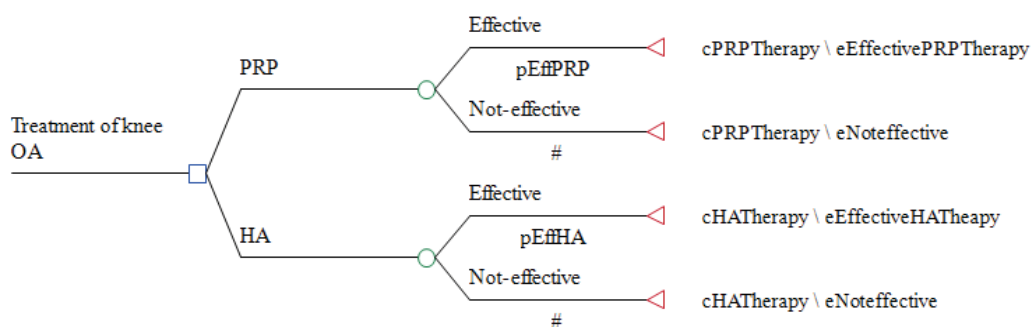 Effective
cPRPTherapy \ eEffectivePRPTherapy
pEffPRP
PRP
Not-effective
cPRPTherapy \ eNoteffective
#
Treatment of knee
OA
Effective
cHATherapy \ eEffectiveHATheapy
pEffHA
HA
Not-effective
cHATherapy \ eNoteffective
#